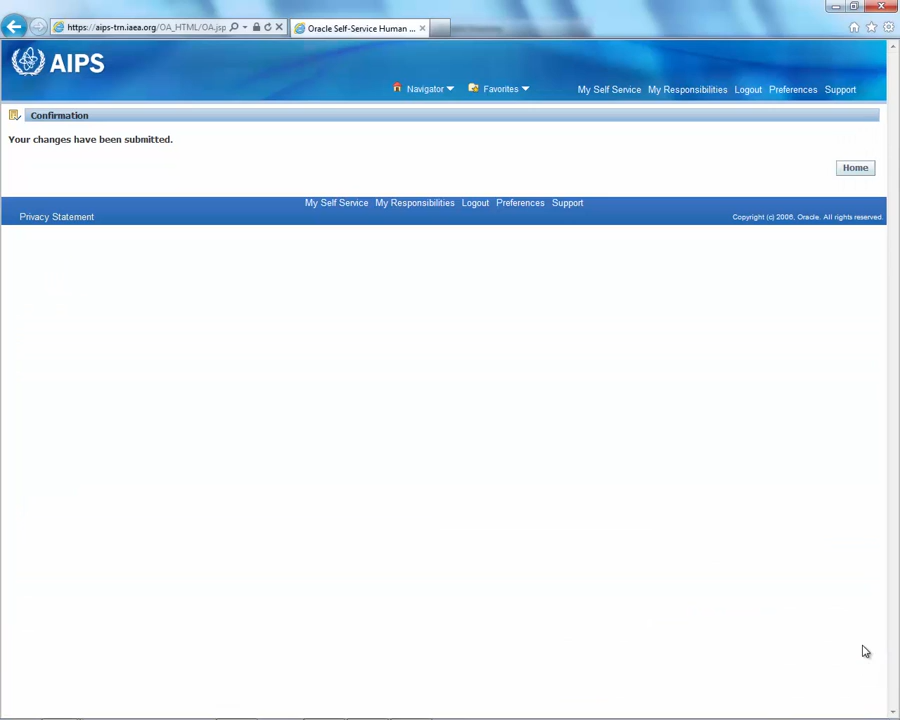 https://aips-trn.iaea.org/OA_HTML/OA.jsp
Oracle Self-Service Human ...
AIPS
Navigator
Favorites
My Self Service My Responsibilities Logout Preferences Support
Confirmation
Your changes have been submitted.
Home
My Self Service My Responsibilities Logout Preferences Support
Privacy Statement
Copyright (c) 2006, Oracle. All rights reserved.